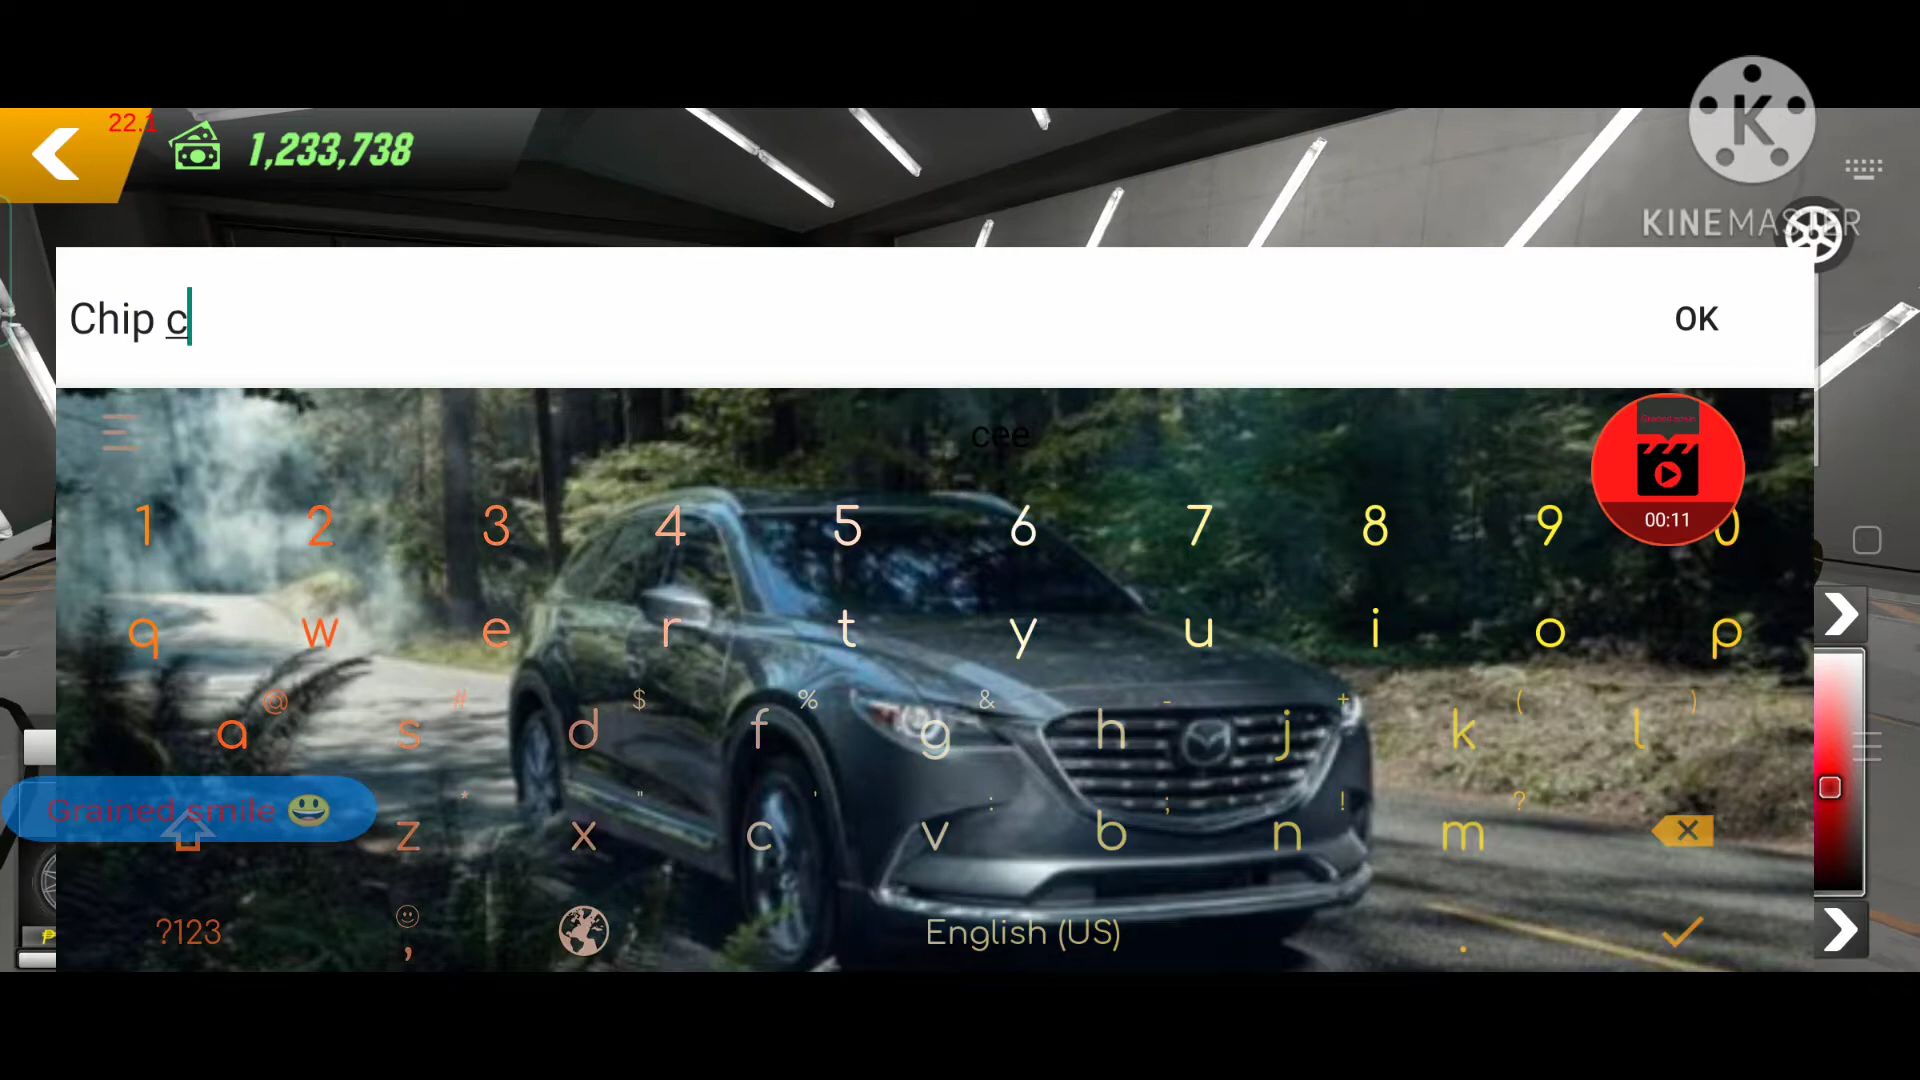 22.1
1,233,738
KINEMASTER
Chip c
OK
cee
00:11
1 2 3 4 5 6 7 8 9 0
q w e r t y u i o p
@ # $ % & - + ( )
a s d f g h j k l
* " ' : ; ! ?
Grained smile 😃
z x c v b n m
?123 , English (US) .